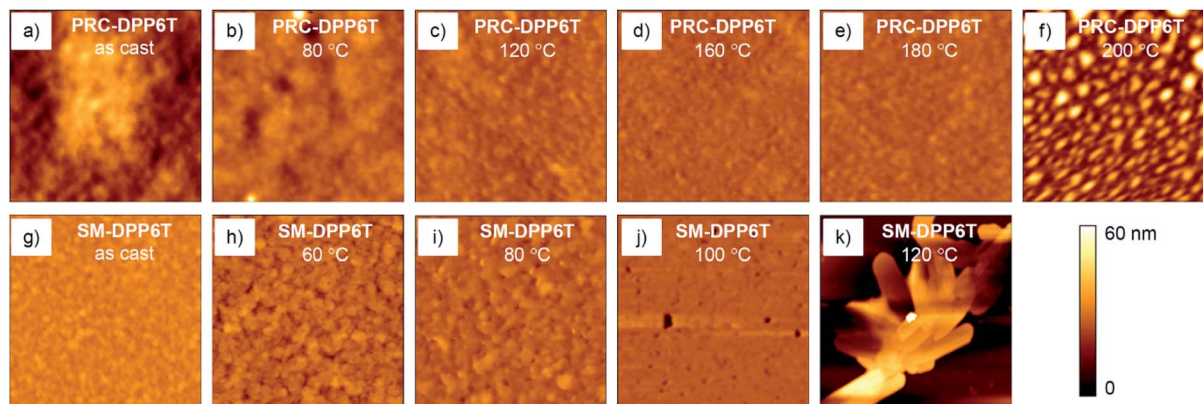 a) PRC-DPP6T
as cast
b) PRC-DPP6T
80 °C
c) PRC-DPP6T
120 °C
d) PRC-DPP6T
160 °C
e) PRC-DPP6T
180 °C
f) PRC-DPP6T
200 °C
g) SM-DPP6T
as cast
h) SM-DPP6T
60 °C
i) SM-DPP6T
80 °C
j) SM-DPP6T
100 °C
k) SM-DPP6T
120 °C
60 nm
0